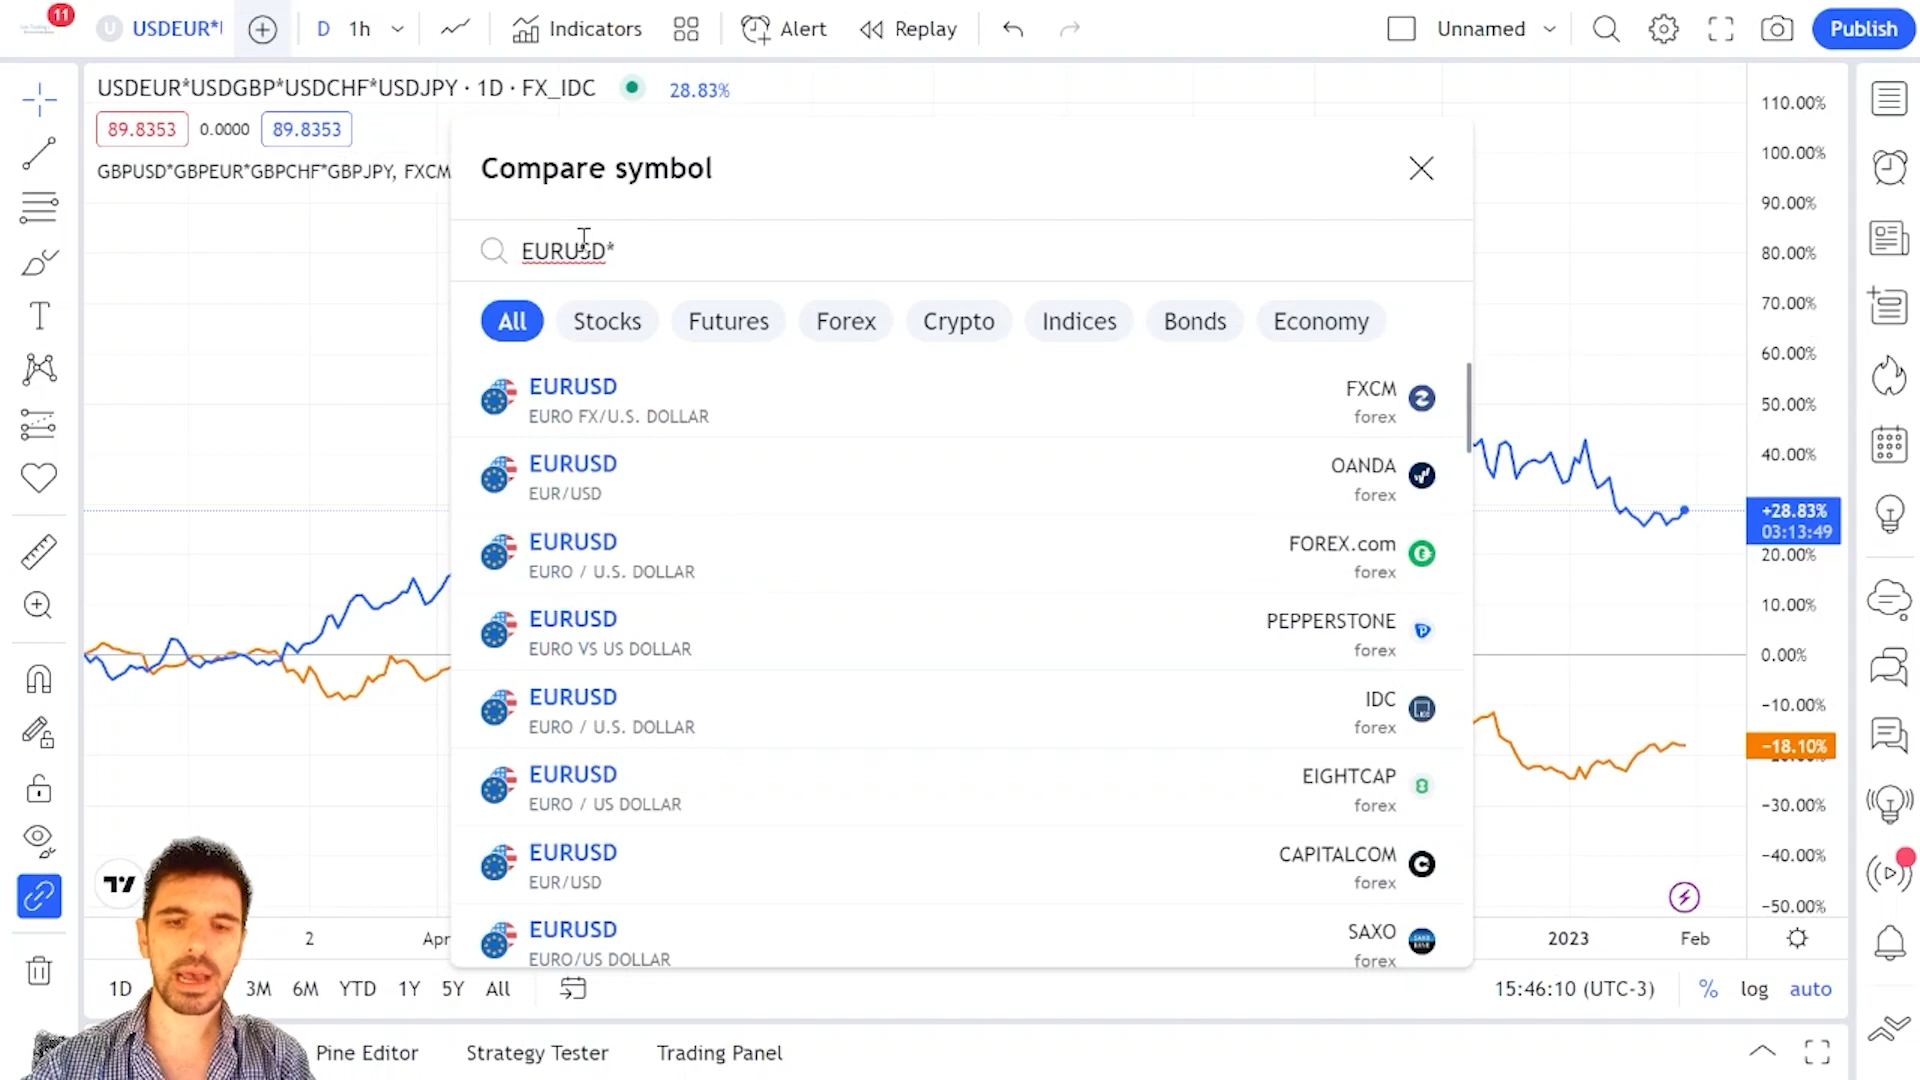 11
U USDEUR*I
D 1h
Indicators
Alert
Replay
Unnamed
Publish
USDEUR*USDGBP*USDCHF*USDJPY · 1D · FX_IDC
28.83%
89.8353 0.0000 89.8353
GBPUSD*GBPEUR*GBPCHF*GBPJPY, FXCM
Compare symbol
EURUSD*
All Stocks Futures Forex Crypto Indices Bonds Economy
EURUSD
EURO FX/U.S. DOLLAR
FXCM
forex
EURUSD
EUR/USD
OANDA
forex
EURUSD
EURO / U.S. DOLLAR
FOREX.com
forex
EURUSD
EURO VS US DOLLAR
PEPPERSTONE
forex
EURUSD
EURO / U.S. DOLLAR
IDC
forex
EURUSD
EURO / US DOLLAR
EIGHTCAP
forex
EURUSD
EUR/USD
CAPITALCOM
forex
EURUSD
EURO/US DOLLAR
SAXO
forex
110.00%
100.00%
90.00%
80.00%
70.00%
60.00%
50.00%
40.00%
+28.83%
03:13:49
20.00%
10.00%
0.00%
−10.00%
−18.10%
−30.00%
−40.00%
−50.00%
2 Apr 2023 Feb
1D 3M 6M YTD 1Y 5Y All
15:46:10 (UTC-3) % log auto
Pine Editor Strategy Tester Trading Panel